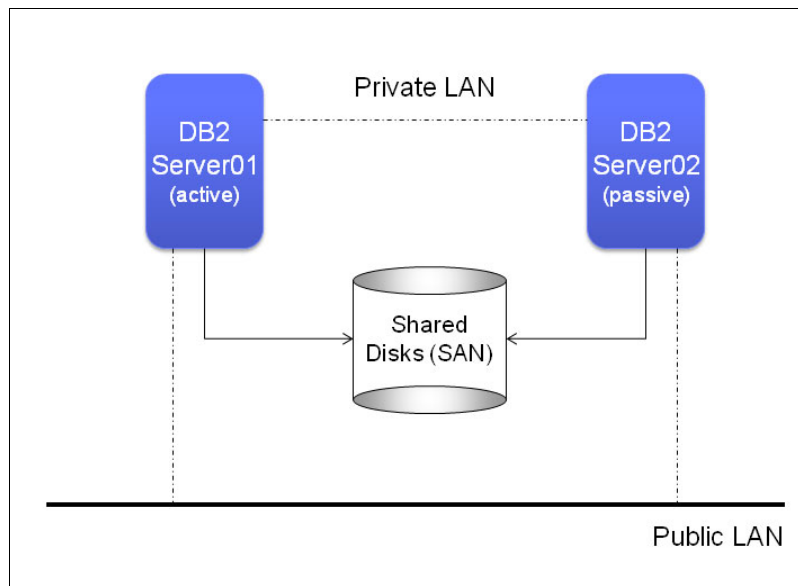 Private LAN
DB2
Server01
(active)
DB2
Server02
(passive)
Shared
Disks (SAN)
Public LAN